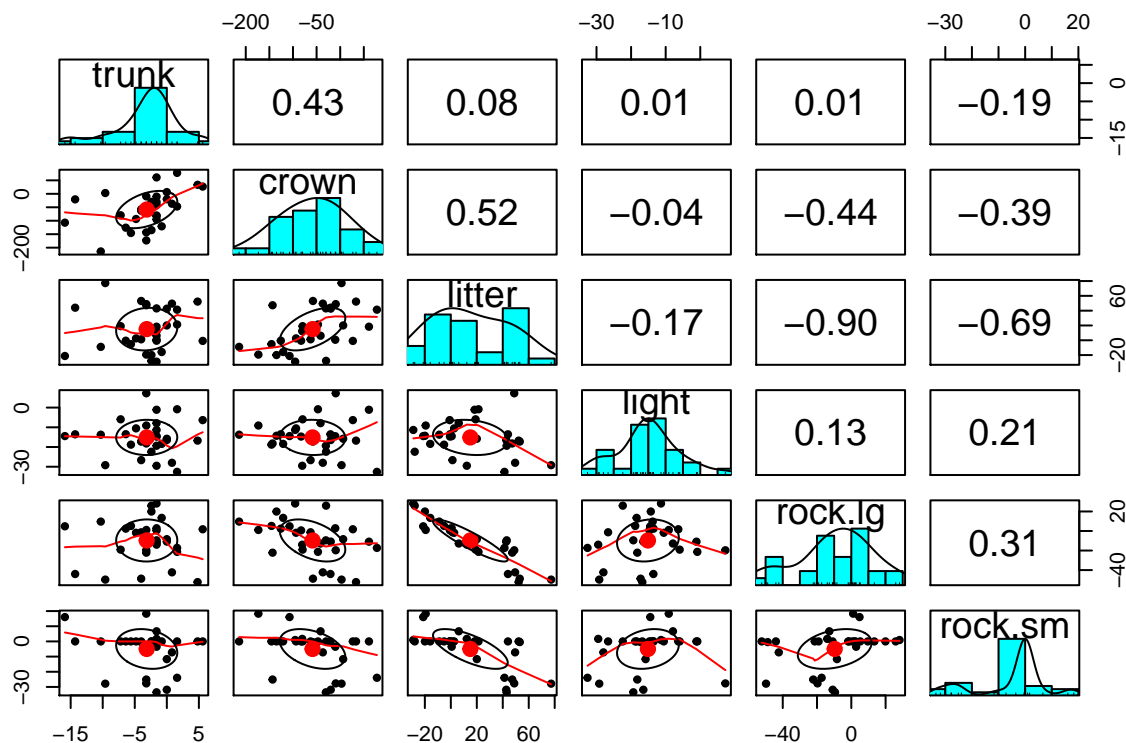 −200 −50 −30 −10 −30 0 20
trunk 0.43 0.08 0.01 0.01 −0.19 −15 0
−200 0 crown 0.52 −0.04 −0.44 −0.39
litter −0.17 −0.90 −0.69 −20 60
−30 0 light 0.13 0.21
rock.lg 0.31 −40 20
−30 0 rock.sm
−15 −5 5 −20 20 60 −40 0